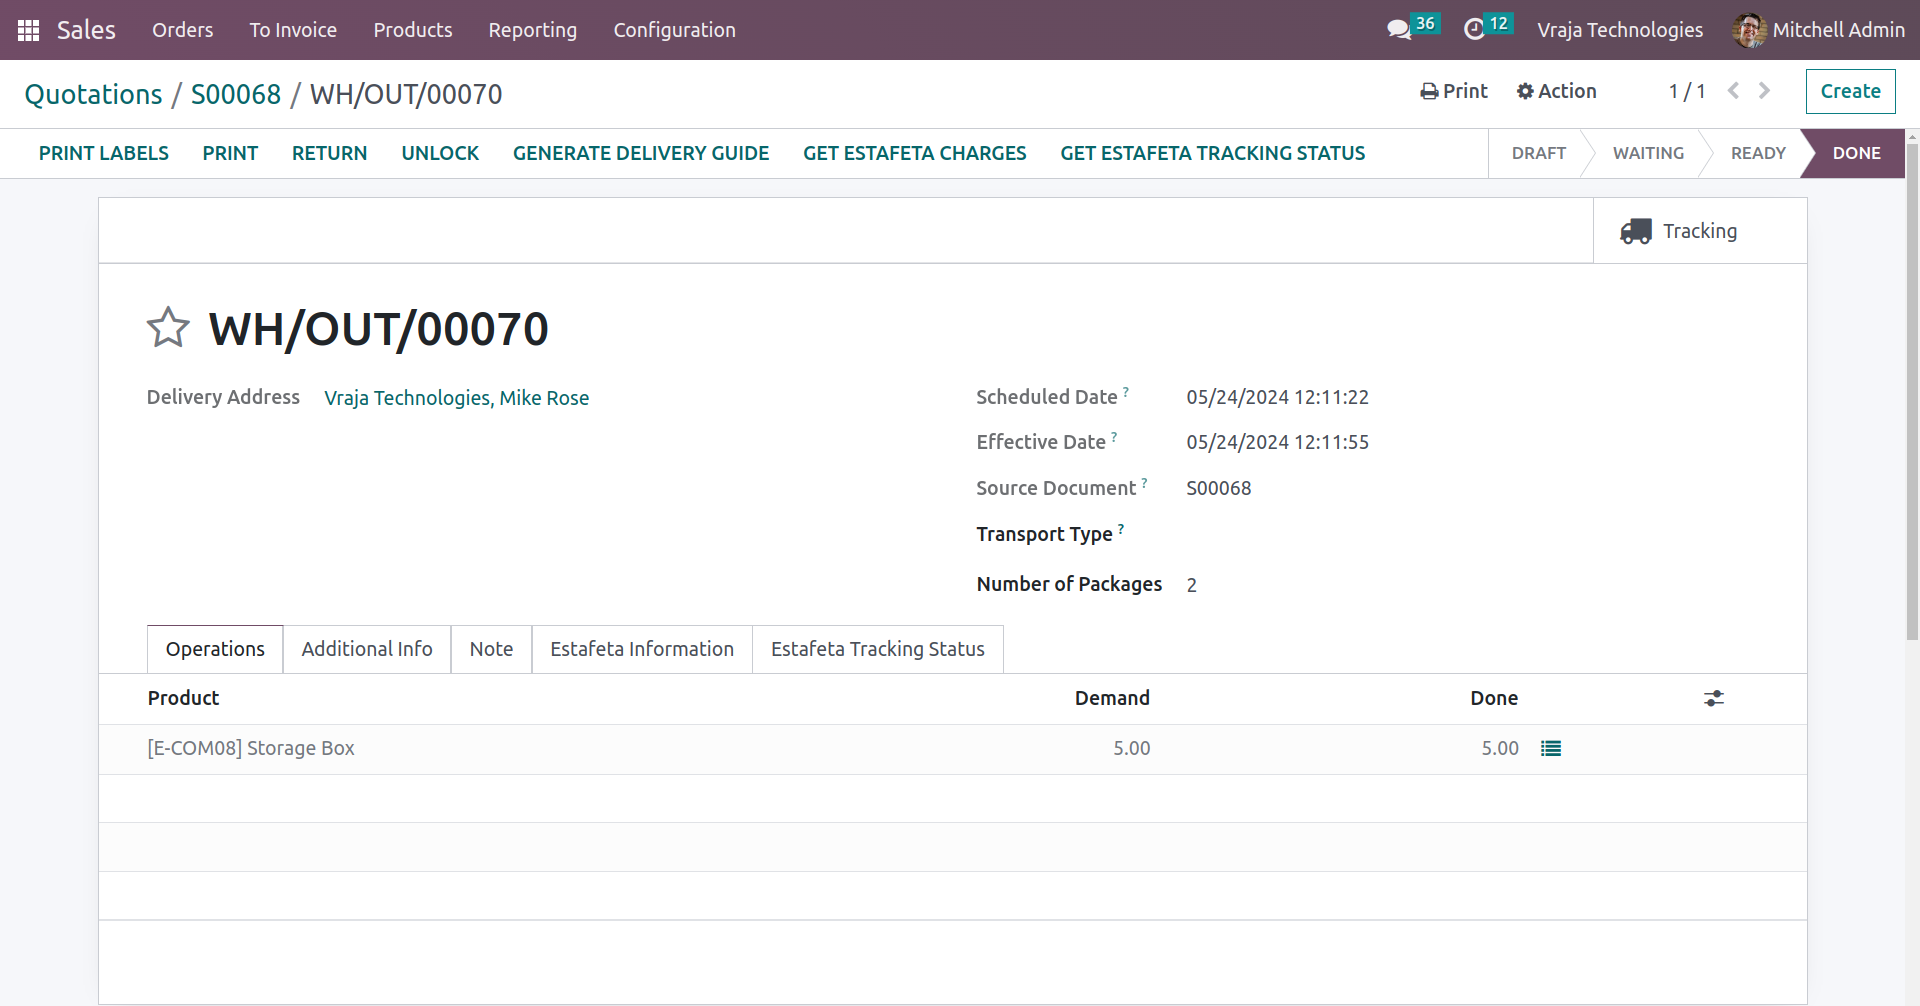 Sales Orders To Invoice Products Reporting Configuration 36 12 Vraja Technologies Mitchell Admin
Quotations / S00068 / WH/OUT/00070 Print Action 1 / 1 Create
PRINT LABELS PRINT RETURN UNLOCK GENERATE DELIVERY GUIDE GET ESTAFETA CHARGES GET ESTAFETA TRACKING STATUS DRAFT WAITING READY DONE
Tracking
WH/OUT/00070
Delivery Address Vraja Technologies, Mike Rose
Scheduled Date ? 05/24/2024 12:11:22
Effective Date ? 05/24/2024 12:11:55
Source Document ? S00068
Transport Type ?
Number of Packages 2
Operations Additional Info Note Estafeta Information Estafeta Tracking Status
Product Demand Done
[E-COM08] Storage Box 5.00 5.00